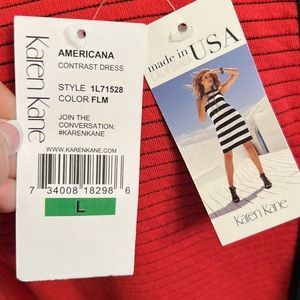 Karen Kane
AMERICANA
CONTRAST DRESS
STYLE 1L71528
COLOR FLM
JOIN THE
CONVERSATION:
#KARENKANE
WWW.KARENKANE.COM
7 34008 18298 6
L
made in
CALIFORNIA
USA
Karen Kane